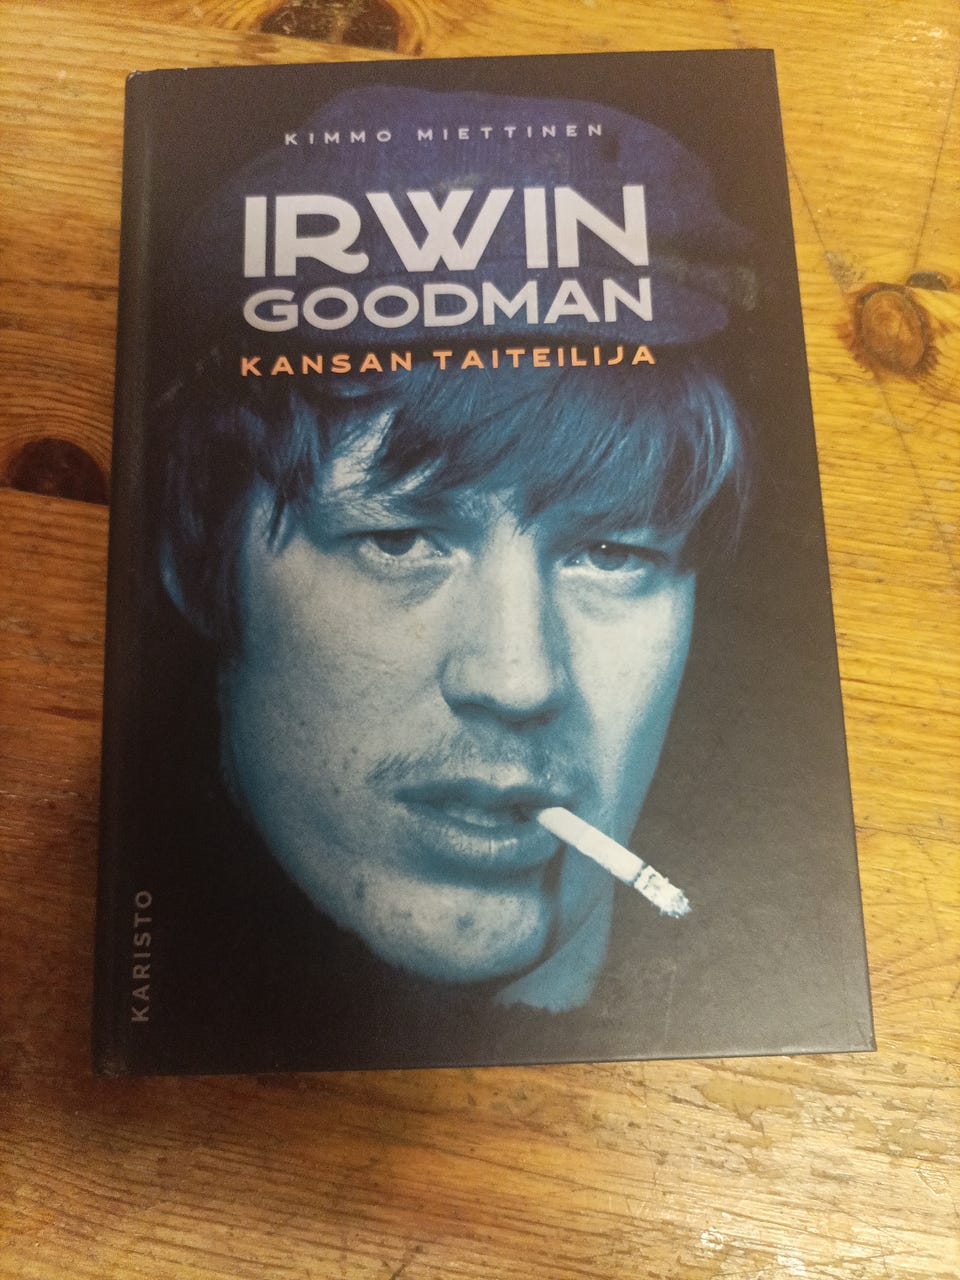 KIMMO MIETTINEN
IRWIN
GOODMAN
KANSAN TAITEILIJA
KARISTO